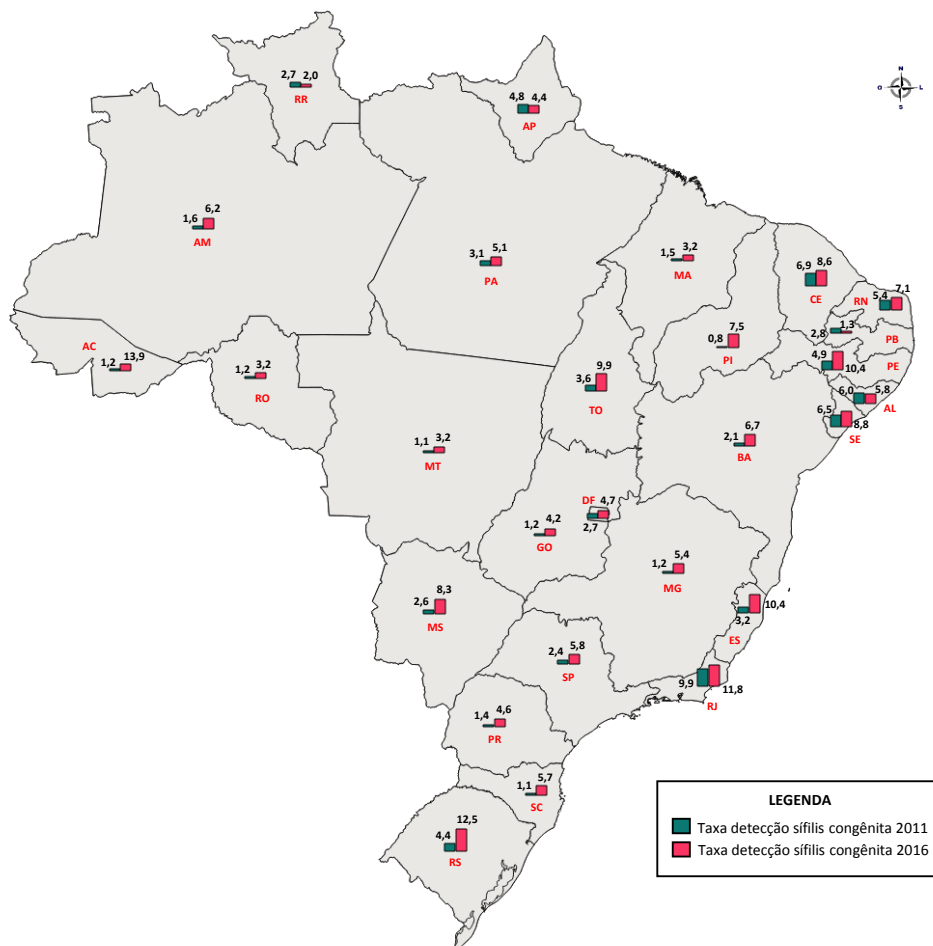 N
O L
S
2,7 2,0
RR
4,8 4,4
AP
1,6 6,2
AM
3,1 5,1
PA
1,5 3,2
MA
6,9 8,6
CE
5,4 7,1
RN
2,8 1,3
PB
0,8 7,5
PI
4,9 10,4
PE
6,0 5,8
AL
6,5 8,8
SE
AC
1,2 13,9
1,2 3,2
RO
3,6 9,9
TO
2,1 6,7
BA
1,1 3,2
MT
DF 4,7
2,7
1,2 4,2
GO
1,2 5,4
MG
2,6 8,3
MS
3,2 10,4
ES
2,4 5,8
SP
9,9 11,8
RJ
1,4 4,6
PR
1,1 5,7
SC
4,4 12,5
RS
LEGENDA
Taxa detecção sífilis congênita 2011
Taxa detecção sífilis congênita 2016